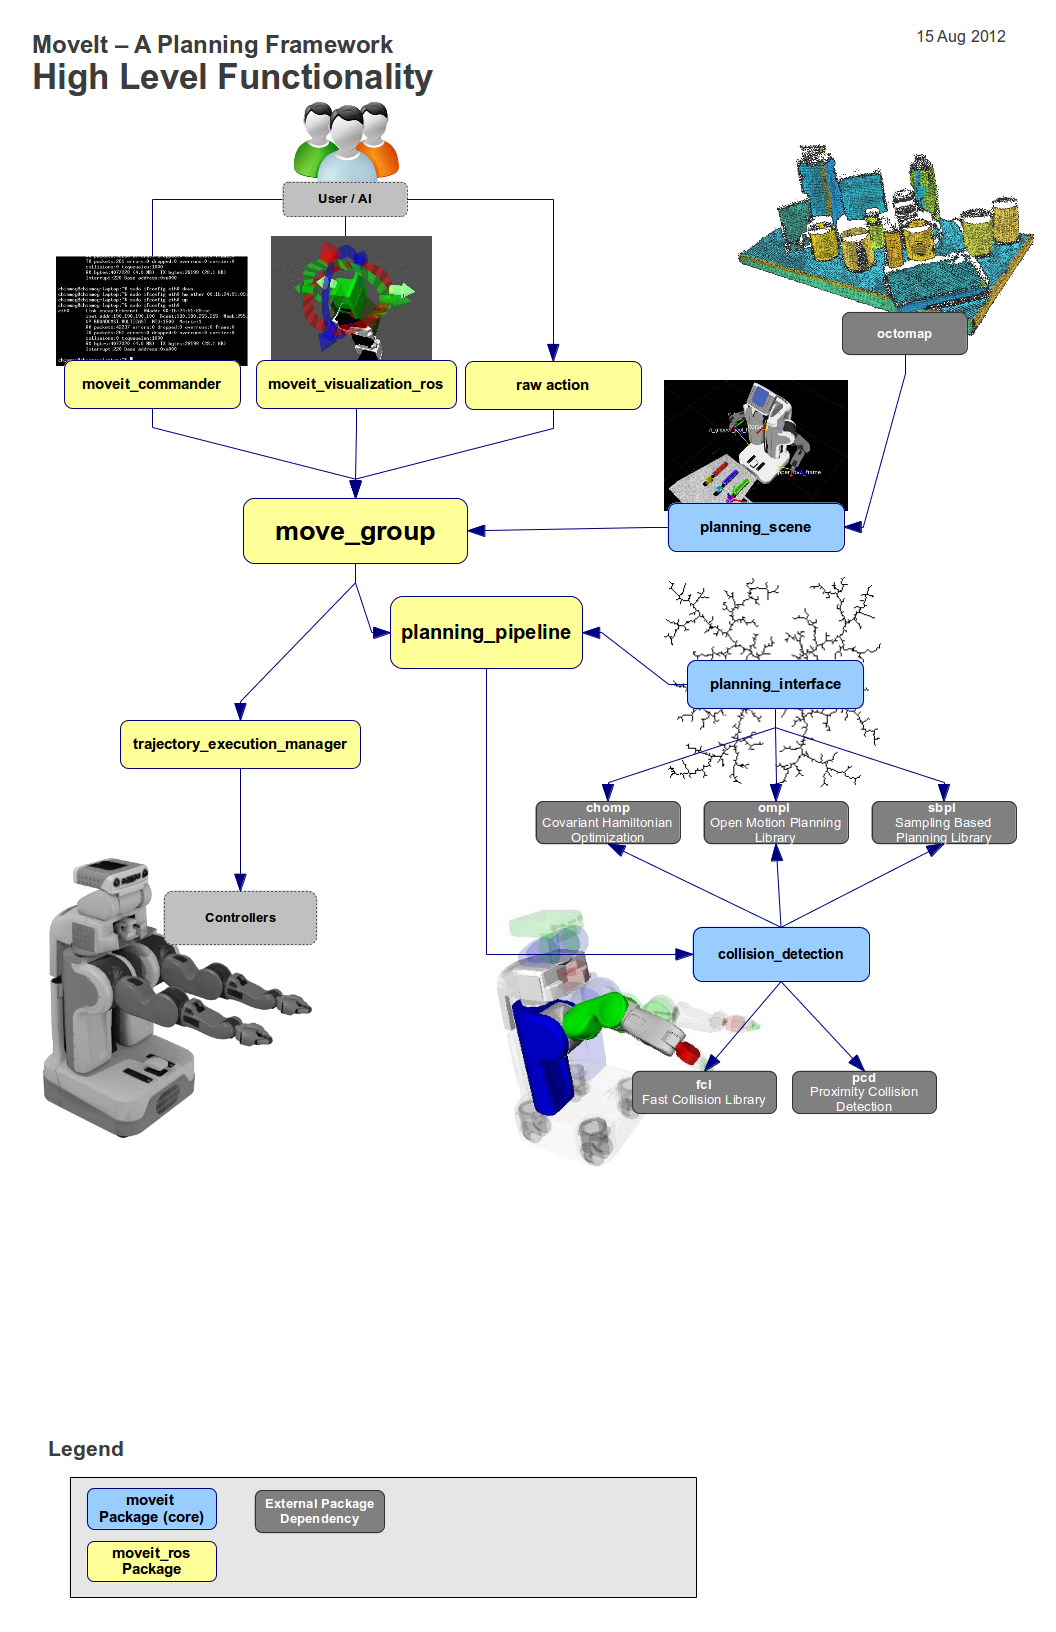 MoveIt – A Planning Framework
High Level Functionality
15 Aug 2012
User / AI
moveit_commander
moveit_visualization_ros
raw action
octomap
move_group
planning_scene
planning_pipeline
planning_interface
trajectory_execution_manager
chomp
Covariant Hamiltonian
Optimization
ompl
Open Motion Planning
Library
sbpl
Sampling Based
Planning Library
Controllers
collision_detection
fcl
Fast Collision Library
pcd
Proximity Collision
Detection
Legend
moveit
Package (core)
External Package
Dependency
moveit_ros
Package